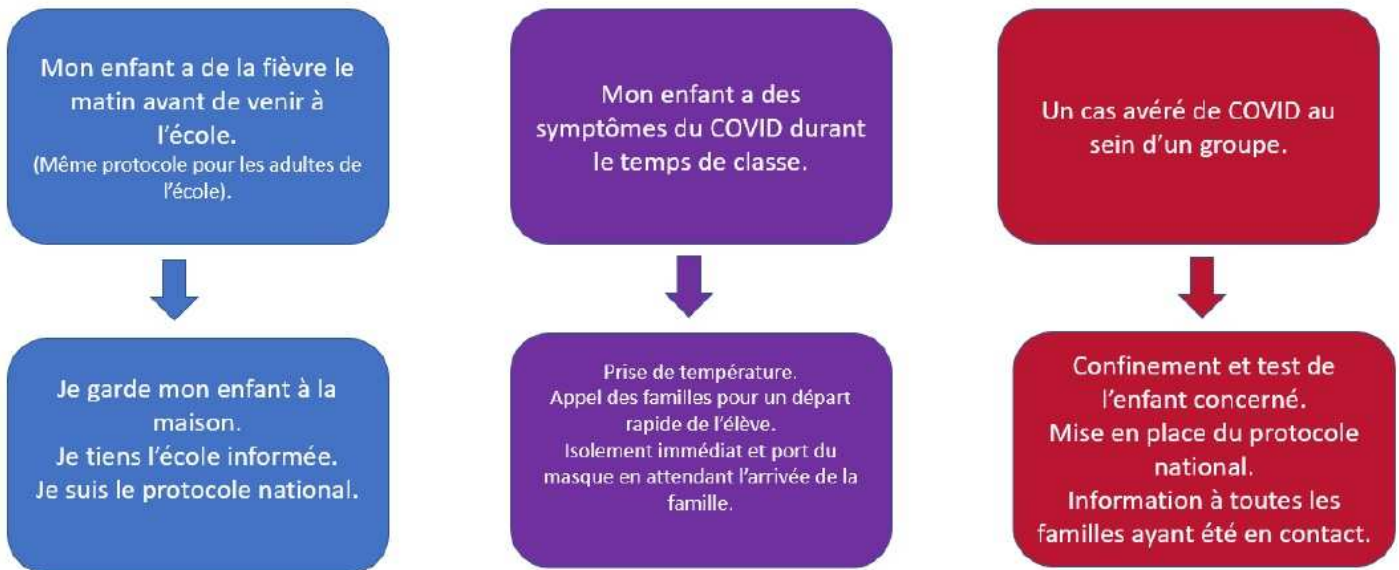 Mon enfant a de la fièvre le
matin avant de venir à
l'école.
(Même protocole pour les adultes de
l'école).
Je garde mon enfant à la
maison.
Je tiens l'école informée.
Je suis le protocole national.
Mon enfant a des
symptômes du COVID durant
le temps de classe.
Prise de température.
Appel des familles pour un départ
rapide de l'élève.
Isolement immédiat et port du
masque en attendant l'arrivée de la
famille.
Un cas avéré de COVID au
sein d'un groupe.
Confinement et test de
l'enfant concerné.
Mise en place du protocole
national.
Information à toutes les
familles ayant été en contact.